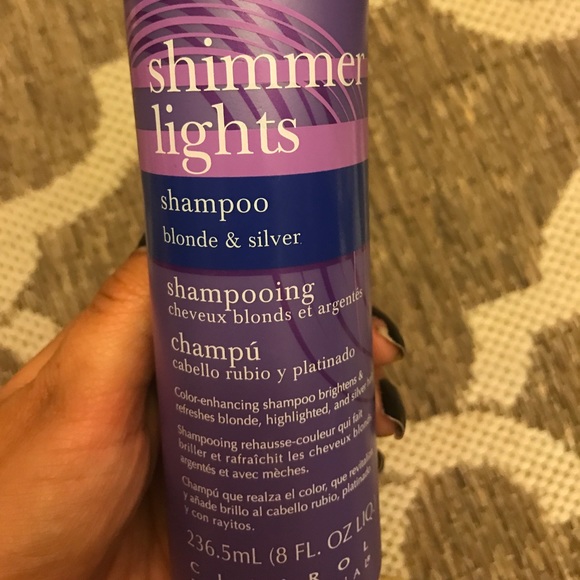 shimmer
lights
shampoo
blonde & silver
shampooing
cheveux blonds et argentés
champú
cabello rubio y platinado
Color-enhancing shampoo brightens &
refreshes blonde, highlighted, and silver
Shampooing rehausse-couleur qui fait
briller et rafraîchit les cheveux blonds,
argentés et avec mèches.
Champú que realza el color, que revitaliza
y añade brillo al cabello rubio, platinado
y con rayitos.
236.5mL (8 FL. OZ LIQ.